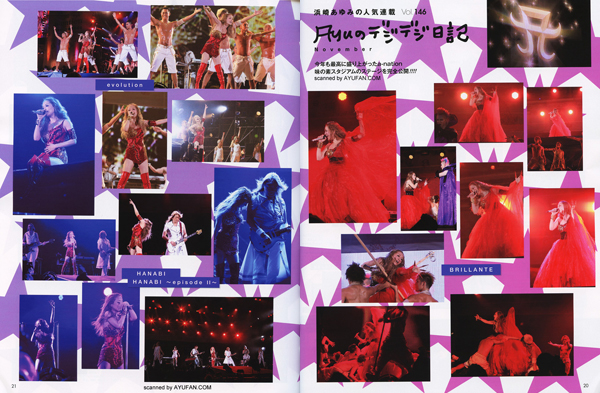 浜崎あゆみの人気連載 Vol 146
Ayuのデジデジ日記
November
今年も最高に盛り上がったa-nation
味の素スタジアムのステージを完全公開!!!!
scanned by AYUFAN.COM
evolution
HANABI
HANABI ～episode II～
BRILLANTE
scanned by AYUFAN.COM
21
20